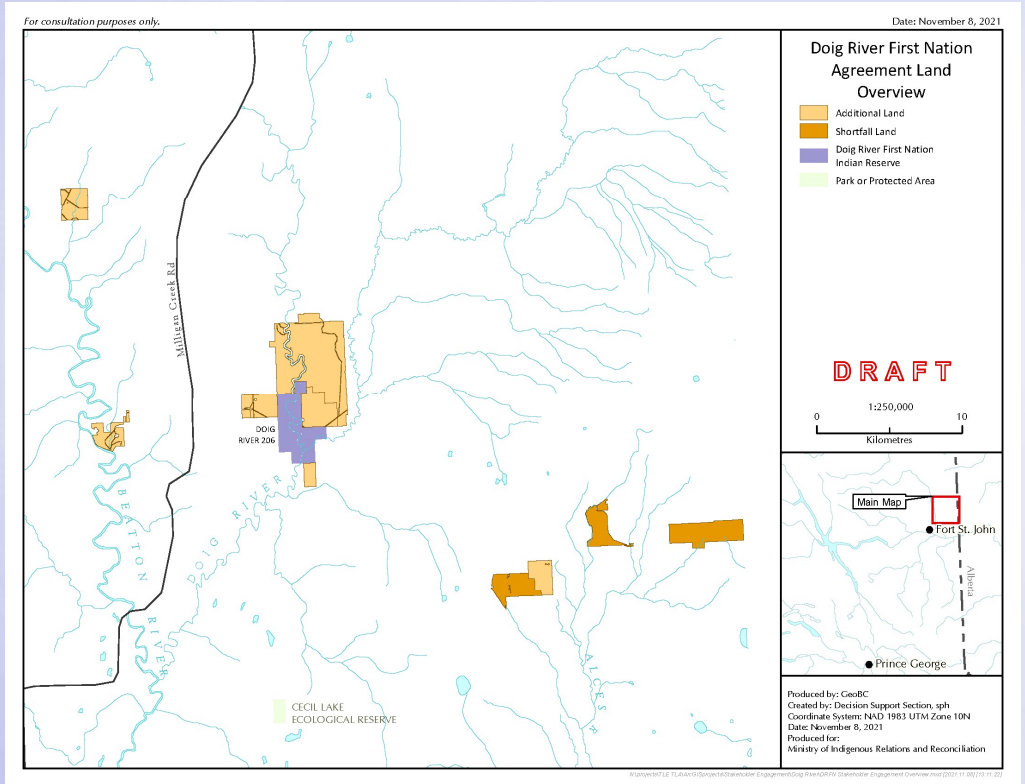 For consultation purposes only.
Date: November 8, 2021
Doig River First Nation
Agreement Land
Overview
Additional Land
Shortfall Land
Doig River First Nation
Indian Reserve
Park or Protected Area
Milligan Creek Rd
DOIG
RIVER 206
DOIG RIVER
BEATTON RIVER
ALCES R
CECIL LAKE
ECOLOGICAL RESERVE
DRAFT
1:250,000
0 10
Kilometres
Main Map
Fort St. John
Alberta
Prince George
Produced by: GeoBC
Created by: Decision Support Section, sph
Coordinate System: NAD 1983 UTM Zone 10N
Date: November 8, 2021
Produced for:
Ministry of Indigenous Relations and Reconciliation